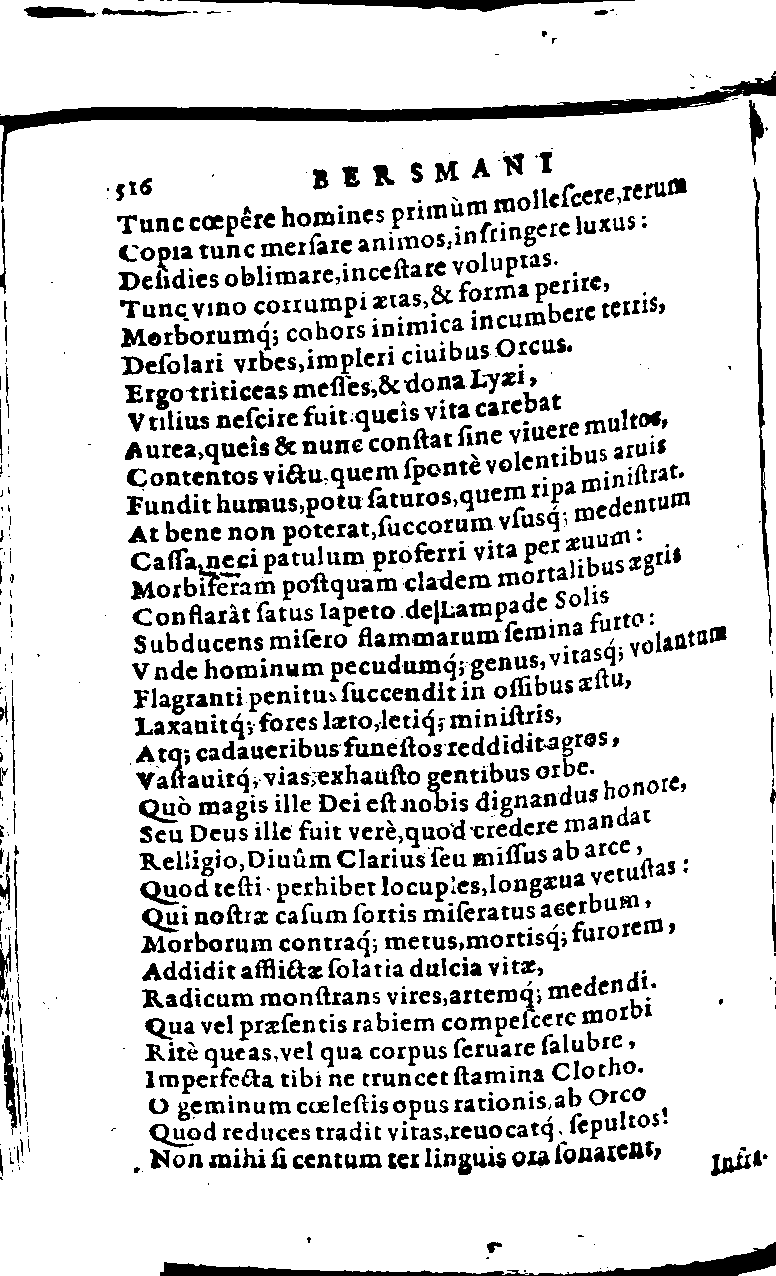 516 BERSMANI
Tunc cœpêre homines primùm molleſcere, rerum
Copia tunc merſare animos, infringere luxus:
Deſidies oblimare, inceſtare voluptas.
Tunc vino corrumpi ætas, & forma perire,
Morborumq́; cohors inimica incumbere terris,
Deſolari vrbes, impleri ciuibus Orcus.
Ergo triticeas meſſes, & dona Lyæi,
Vtilius neſcire fuit: queîs vita carebat
Aurea, queîs & nunc conſtat ſine viuere multos,
Contentos victu, quem ſpontè volentibus aruis
Fundit humus, potu ſaturos, quem ripa miniſtrat.
At bene non poterat, ſuccorum vſusq́; medentum
Caſſa, neci patulum proferri vita per æuum:
Morbiferam poſtquam cladem mortalibus ægris
Conflarât ſatus Iapeto de Lampade Solis
Subducens miſero flammarum ſemina furto:
Vnde hominum pecudumq́; genus, vitasq́; volantum
Flagranti penitus ſuccendit in oſſibus æſtu,
Laxauitq́; fores læto, letiq́; miniſtris,
Atq; cadaueribus funeſtos reddidit agros,
Vaſtauitq́; vias, exhauſto gentibus orbe.
Quò magis ille Dei eſt nobis dignandus honore,
Seu Deus ille fuit verè, quod credere mandat
Relligio, Diuûm Clarius ſeu miſſus ab arce,
Quod teſti perhibet locuples, longæua vetuſtas:
Qui noſtræ caſum ſortis miſeratus acerbum,
Morborum contraq́; metus, mortisq́; furorem,
Addidit afflictæ ſolatia dulcia vitæ,
Radicum monſtrans vires, artemq́; medendi.
Qua vel præſentis rabiem compeſcere morbi
Ritè queas, vel qua corpus ſeruare ſalubre,
Imperfecta tibi ne truncet ſtamina Clotho.
O geminum cœleſtis opus rationis, ab Orco
Quod reduces tradit vitas, reuocatq́, ſepultos!
Non mihi ſi centum ter linguis ora ſonarent,
Infra-